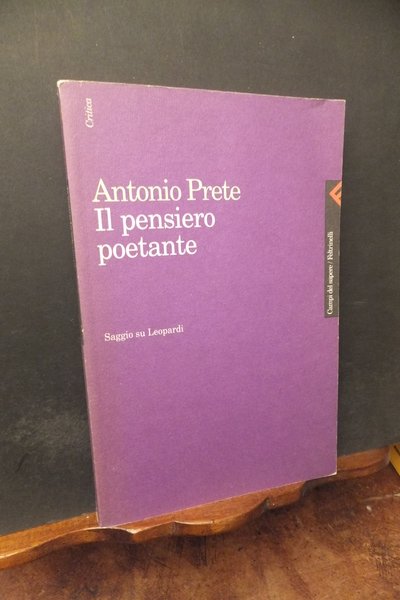 Critica
Antonio Prete
Il pensiero
poetante
Saggio su Leopardi
Campi del sapere / Feltrinelli